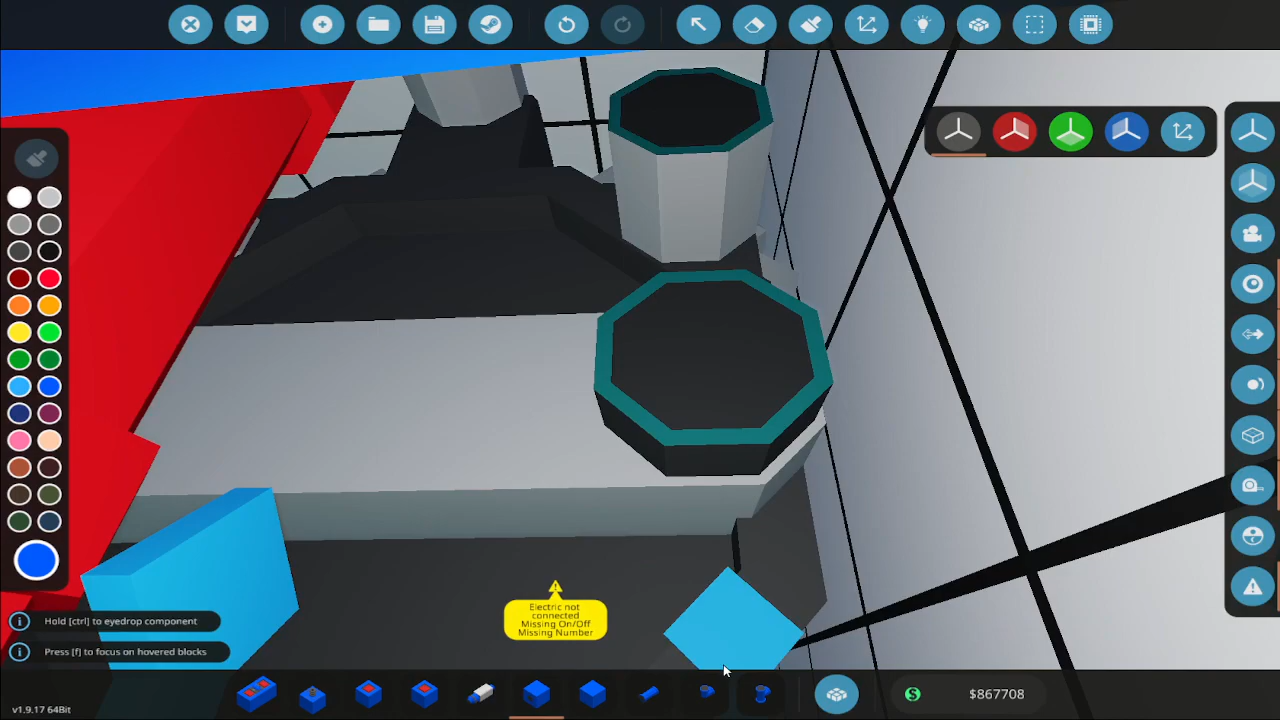 Electric not
connected
Missing On/Off
Missing Number
Hold [ctrl] to eyedrop component
Press [f] to focus on hovered blocks
v1.9.17 64Bit
$ $867708